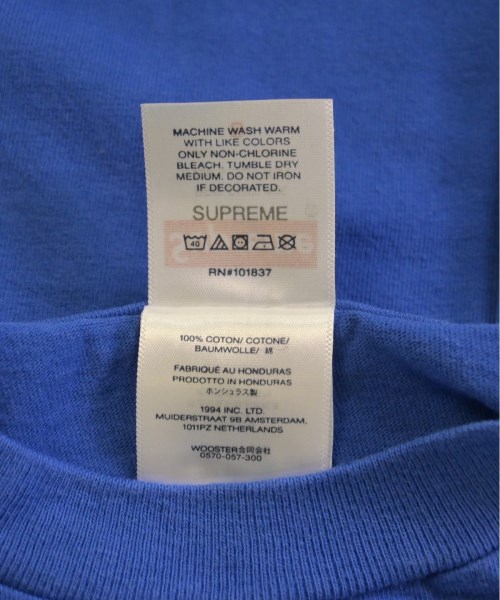 MACHINE WASH WARM
WITH LIKE COLORS
ONLY NON-CHLORINE
BLEACH. TUMBLE DRY
MEDIUM. DO NOT IRON
IF DECORATED.
SUPREME
40
RN#101837
100% COTON/ COTONE/
BAUMWOLLE/ 綿
FABRIQUÉ AU HONDURAS
PRODOTTO IN HONDURAS
ホンジュラス製
1994 INC. LTD.
MUIDERSTRAAT 9B AMSTERDAM,
1011PZ NETHERLANDS
WOOSTER合同会社
0570-057-300